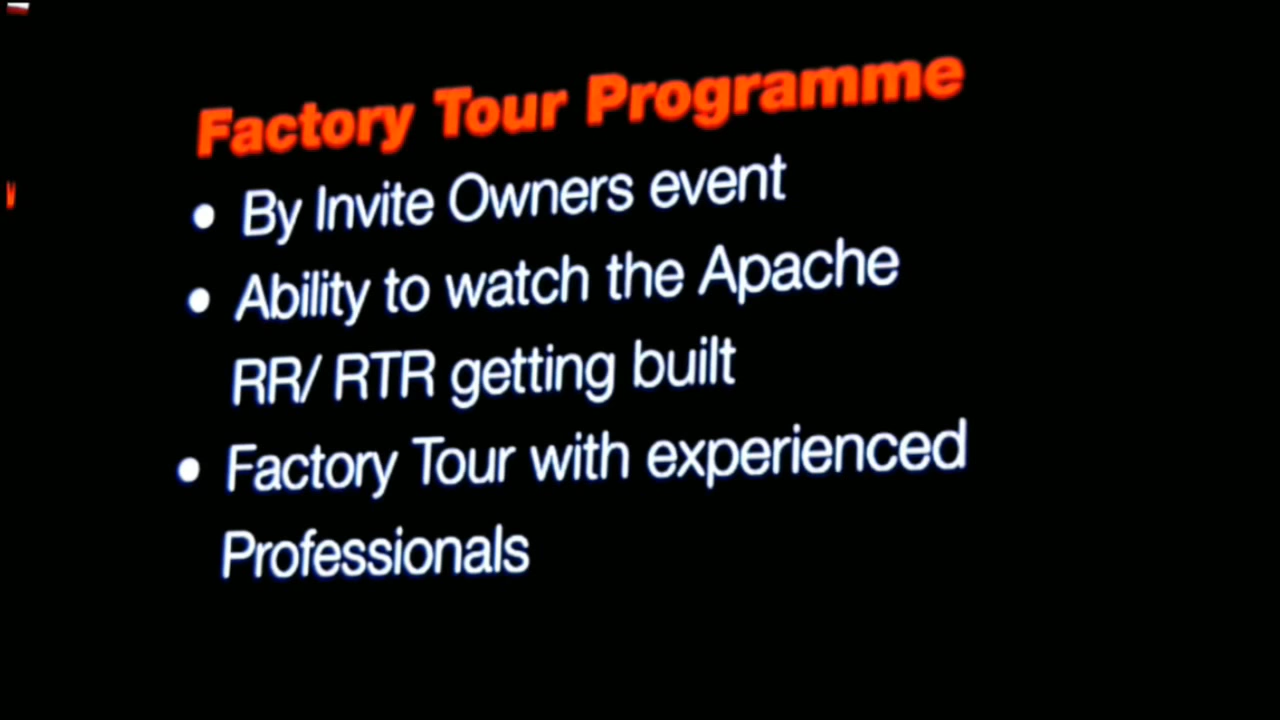 Factory Tour Programme
• By Invite Owners event
• Ability to watch the Apache
RR/ RTR getting built
• Factory Tour with experienced
Professionals